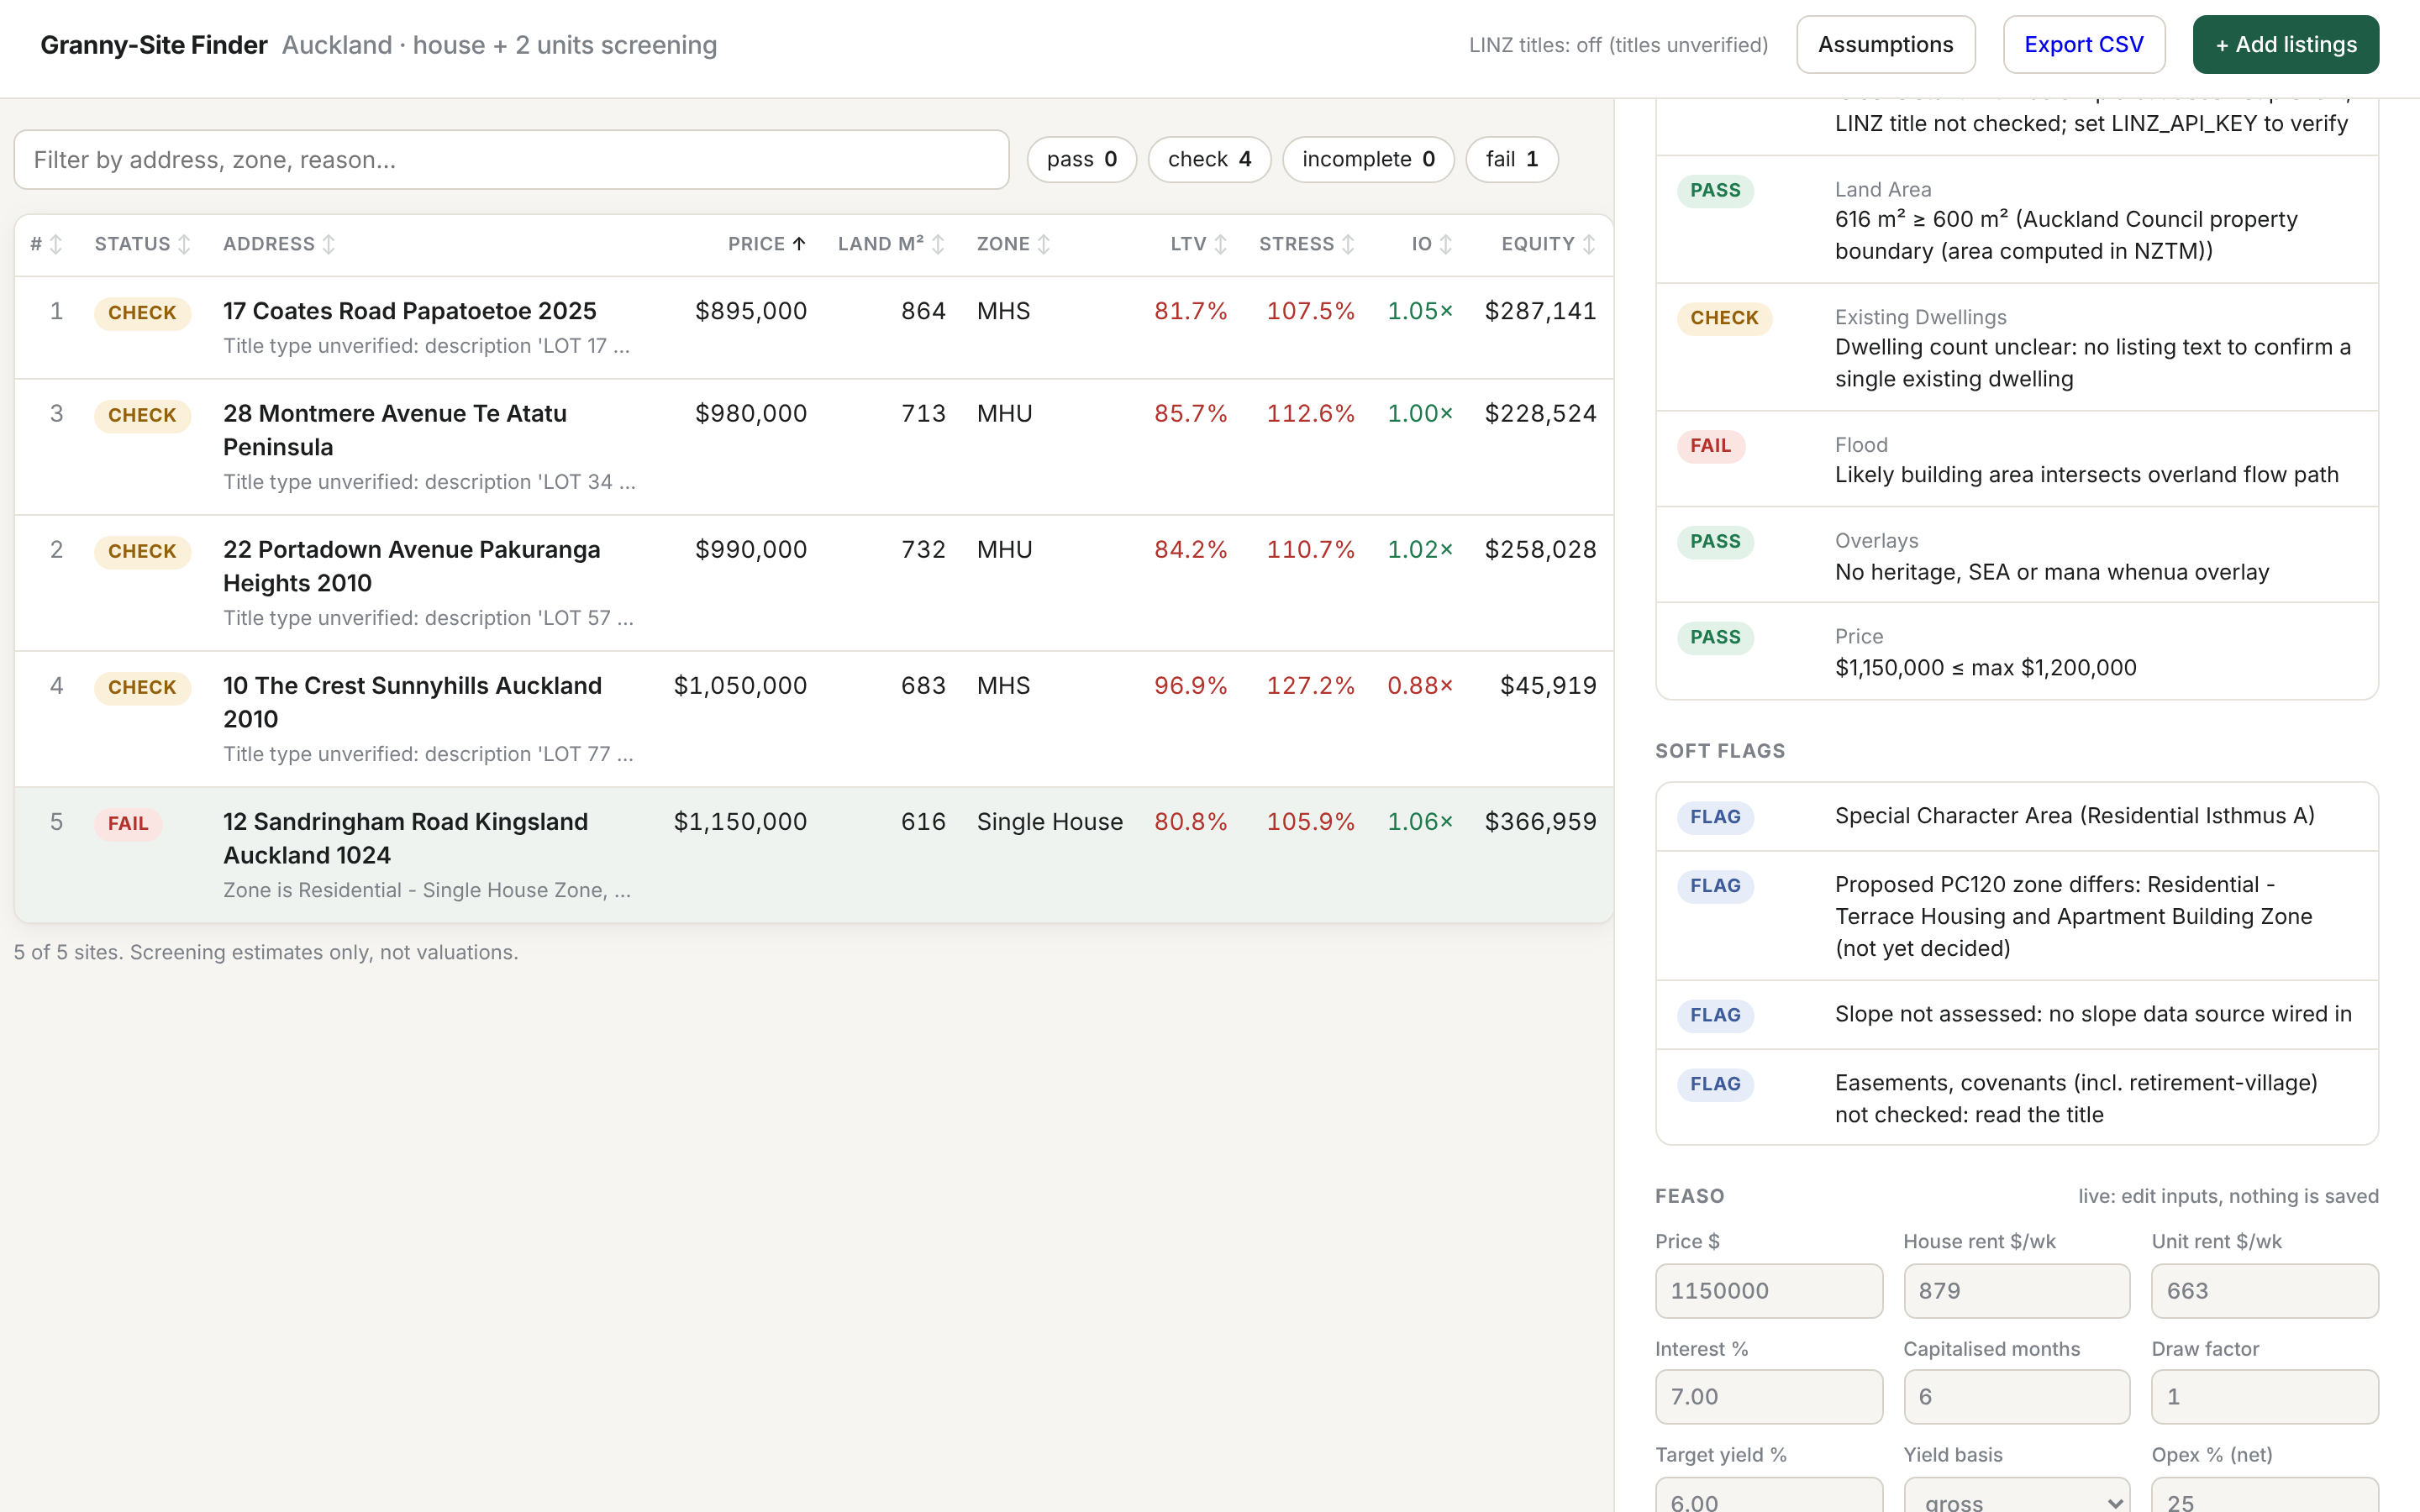 Granny-Site Finder Auckland · house + 2 units screening
LINZ titles: off (titles unverified)
Assumptions
Export CSV
+ Add listings
Filter by address, zone, reason...
pass 0
check 4
incomplete 0
fail 1
# STATUS ADDRESS PRICE ↑ LAND M² ZONE LTV STRESS IO EQUITY
1 CHECK 17 Coates Road Papatoetoe 2025 $895,000 864 MHS 81.7% 107.5% 1.05× $287,141
Title type unverified: description 'LOT 17 ...
3 CHECK 28 Montmere Avenue Te Atatu $980,000 713 MHU 85.7% 112.6% 1.00× $228,524
Peninsula
Title type unverified: description 'LOT 34 ...
2 CHECK 22 Portadown Avenue Pakuranga $990,000 732 MHU 84.2% 110.7% 1.02× $258,028
Heights 2010
Title type unverified: description 'LOT 57 ...
4 CHECK 10 The Crest Sunnyhills Auckland $1,050,000 683 MHS 96.9% 127.2% 0.88× $45,919
2010
Title type unverified: description 'LOT 77 ...
5 FAIL 12 Sandringham Road Kingsland $1,150,000 616 Single House 80.8% 105.9% 1.06× $366,959
Auckland 1024
Zone is Residential - Single House Zone, ...
5 of 5 sites. Screening estimates only, not valuations.
LINZ title not checked; set LINZ_API_KEY to verify
PASS Land Area
616 m² ≥ 600 m² (Auckland Council property
boundary (area computed in NZTM))
CHECK Existing Dwellings
Dwelling count unclear: no listing text to confirm a
single existing dwelling
FAIL Flood
Likely building area intersects overland flow path
PASS Overlays
No heritage, SEA or mana whenua overlay
PASS Price
$1,150,000 ≤ max $1,200,000
SOFT FLAGS
FLAG Special Character Area (Residential Isthmus A)
FLAG Proposed PC120 zone differs: Residential -
Terrace Housing and Apartment Building Zone
(not yet decided)
FLAG Slope not assessed: no slope data source wired in
FLAG Easements, covenants (incl. retirement-village)
not checked: read the title
FEASO live: edit inputs, nothing is saved
Price $ House rent $/wk Unit rent $/wk
1150000 879 663
Interest % Capitalised months Draw factor
7.00 6 1
Target yield % Yield basis Opex % (net)
6.00 gross 25